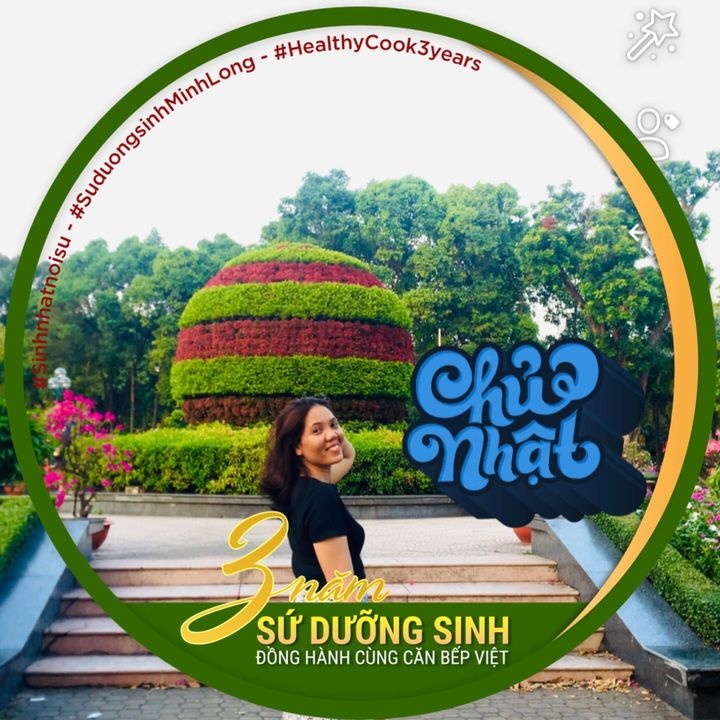 #Sinhnhatnoisu - #SuduongsinhMinhLong - #HealthyCook3years
Chủ
Nhật
3 năm
SỨ DƯỠNG SINH
ĐỒNG HÀNH CÙNG CĂN BẾP VIỆT